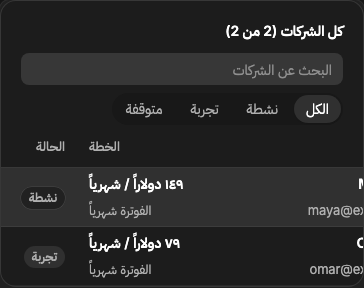 كل الشركات (2 من 2)
البحث عن الشركات
الكل نشطة تجربة متوقفة
الخطة الحالة
١٤٩ دولاراً / شهرياً
maya@ex الفوترة شهرياً نشطة
٧٩ دولاراً / شهرياً
omar@ex الفوترة شهرياً تجربة